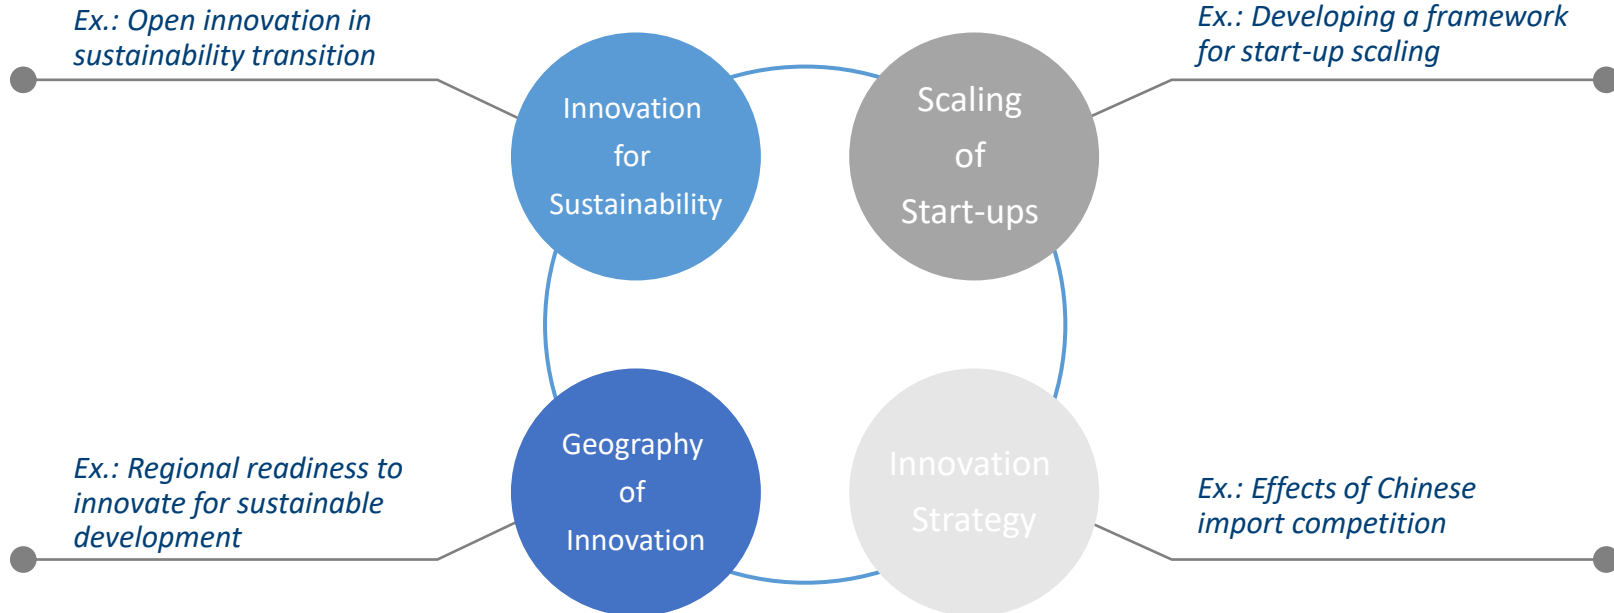 Ex.: Open innovation in
sustainability transition
Innovation
for
Sustainability
Scaling
of
Start-ups
Ex.: Developing a framework
for start-up scaling
Ex.: Regional readiness to
innovate for sustainable
development
Geography
of
Innovation
Innovation
Strategy
Ex.: Effects of Chinese
import competition